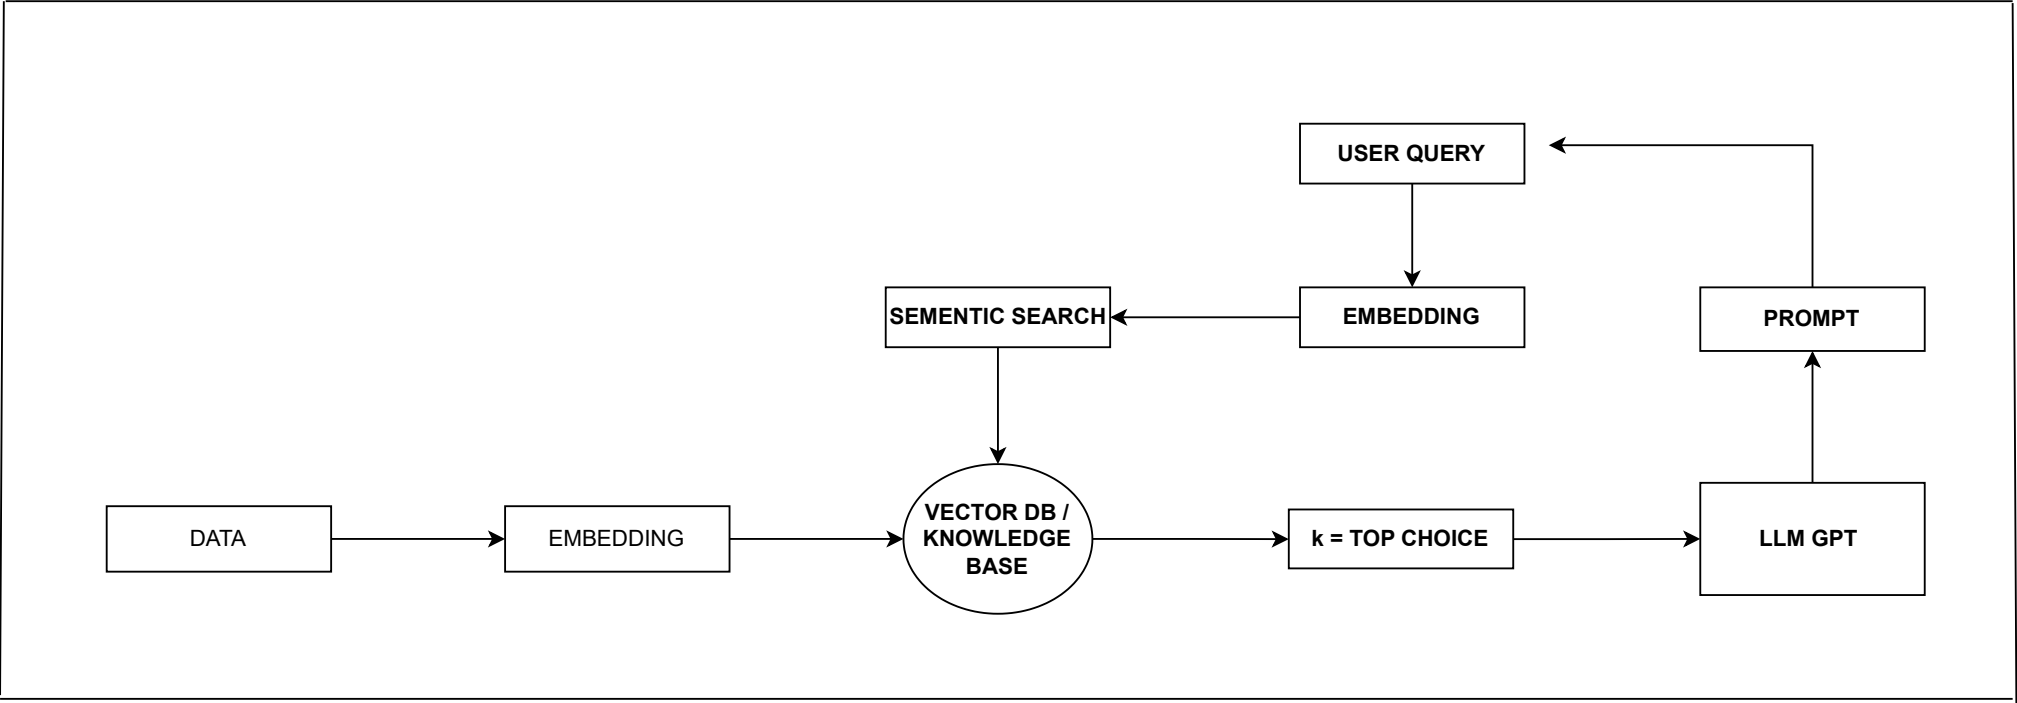 USER QUERY
SEMENTIC SEARCH
EMBEDDING
PROMPT
DATA
EMBEDDING
VECTOR DB /
KNOWLEDGE
BASE
k = TOP CHOICE
LLM GPT